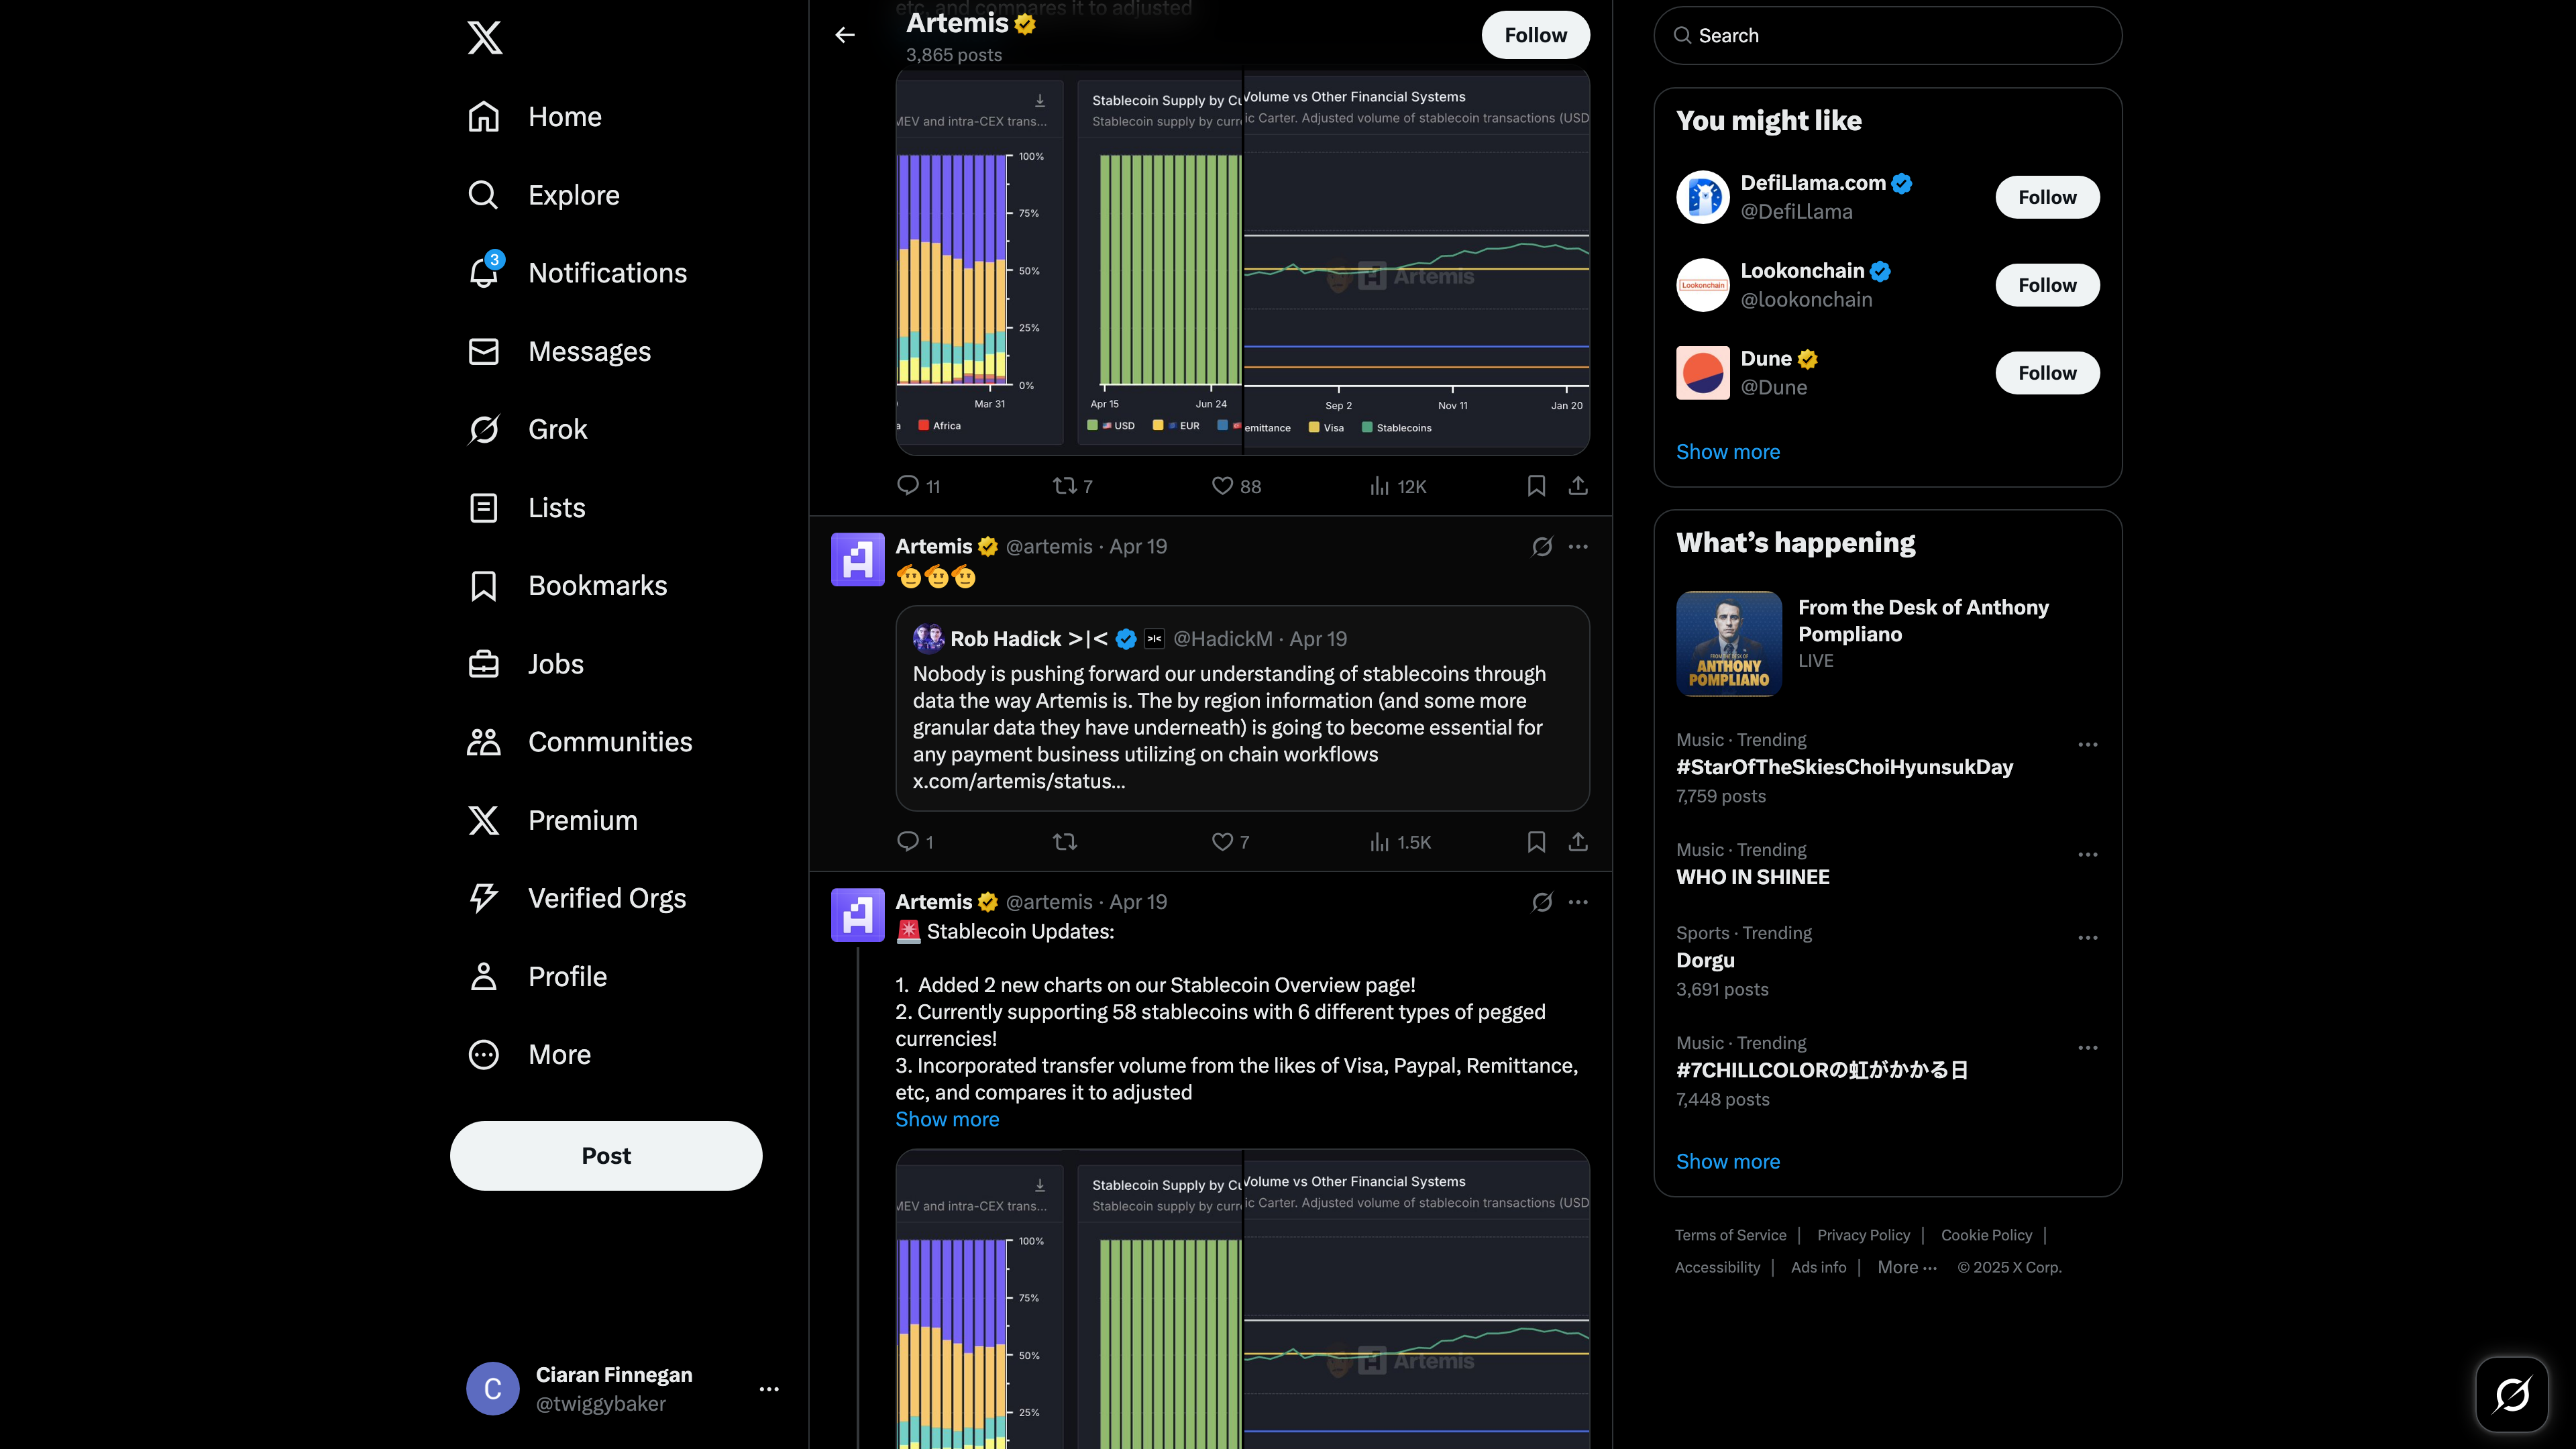 Home
Explore
3
Notifications
Messages
Grok
Lists
Bookmarks
Jobs
Communities
Premium
Verified Orgs
Profile
More
Post
C
Ciaran Finnegan
@twiggybaker
etc, and compares it to adjusted
Artemis
3,865 posts
Follow
MEV and intra-CEX trans...
100%
75%
50%
25%
0%
Mar 31
Africa
Stablecoin Supply by Cu
Stablecoin supply by curre
Apr 15
Jun 24
USD
EUR
Volume vs Other Financial Systems
ic Carter. Adjusted volume of stablecoin transactions (USD
Artemis
Sep 2
Nov 11
Jan 20
emittance
Visa
Stablecoins
11
7
88
12K
Artemis @artemis · Apr 19
Rob Hadick >|< >|< @HadickM · Apr 19
Nobody is pushing forward our understanding of stablecoins through
data the way Artemis is. The by region information (and some more
granular data they have underneath) is going to become essential for
any payment business utilizing on chain workflows
x.com/artemis/status...
1
7
1.5K
Artemis @artemis · Apr 19
🚨 Stablecoin Updates:
1. Added 2 new charts on our Stablecoin Overview page!
2. Currently supporting 58 stablecoins with 6 different types of pegged
currencies!
3. Incorporated transfer volume from the likes of Visa, Paypal, Remittance,
etc, and compares it to adjusted
Show more
MEV and intra-CEX trans...
100%
75%
50%
25%
Stablecoin Supply by Cu
Stablecoin supply by curre
Volume vs Other Financial Systems
ic Carter. Adjusted volume of stablecoin transactions (USD
Artemis
Search
You might like
DefiLlama.com
@DefiLlama
Follow
Lookonchain
Lookonchain
@lookonchain
Follow
Dune
@Dune
Follow
Show more
What's happening
FROM THE DESK OF
ANTHONY
POMPLIANO
From the Desk of Anthony
Pompliano
LIVE
Music · Trending
#StarOfTheSkiesChoiHyunsukDay
7,759 posts
Music · Trending
WHO IN SHINEE
Sports · Trending
Dorgu
3,691 posts
Music · Trending
#7CHILLCOLORの虹がかかる日
7,448 posts
Show more
Terms of Service | Privacy Policy | Cookie Policy |
Accessibility | Ads info | More ··· © 2025 X Corp.